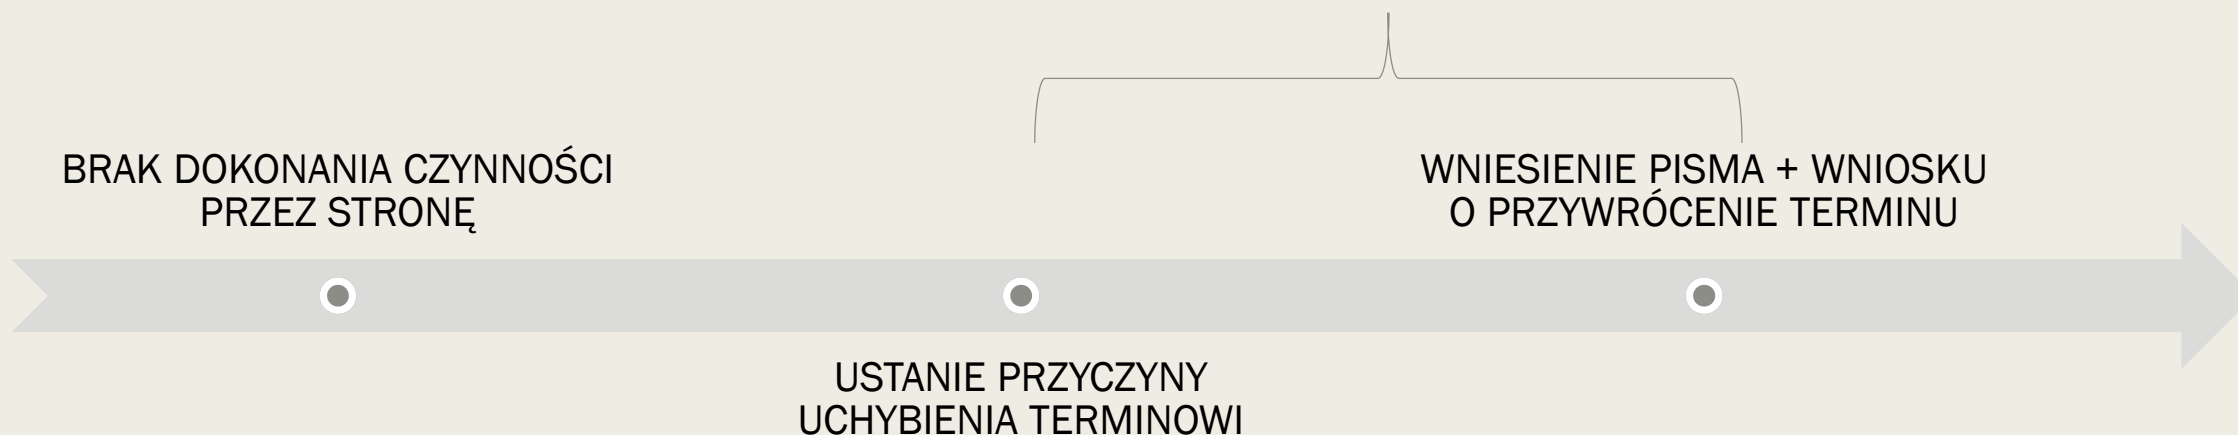 BRAK DOKONANIA CZYNNOŚCI
PRZEZ STRONĘ
WNIESIENIE PISMA + WNIOSKU
O PRZYWRÓCENIE TERMINU
USTANIE PRZYCZYNY
UCHYBIENIA TERMINOWI